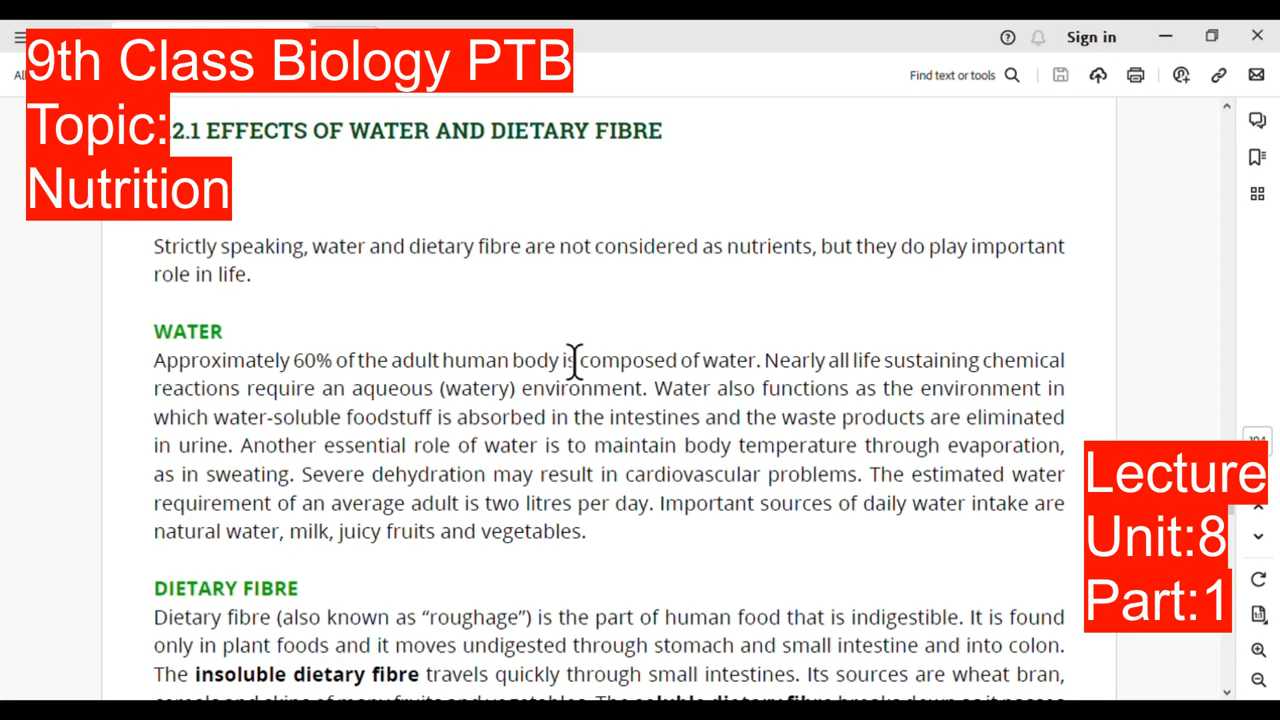 9th Class Biology PTB
Topic:
Nutrition
Sign in
Find text or tools
2.1 EFFECTS OF WATER AND DIETARY FIBRE
Strictly speaking, water and dietary fibre are not considered as nutrients, but they do play important
role in life.
WATER
Approximately 60% of the adult human body is composed of water. Nearly all life sustaining chemical
reactions require an aqueous (watery) environment. Water also functions as the environment in
which water-soluble foodstuff is absorbed in the intestines and the waste products are eliminated
in urine. Another essential role of water is to maintain body temperature through evaporation,
as in sweating. Severe dehydration may result in cardiovascular problems. The estimated water
requirement of an average adult is two litres per day. Important sources of daily water intake are
natural water, milk, juicy fruits and vegetables.
DIETARY FIBRE
Dietary fibre (also known as “roughage”) is the part of human food that is indigestible. It is found
only in plant foods and it moves undigested through stomach and small intestine and into colon.
The insoluble dietary fibre travels quickly through small intestines. Its sources are wheat bran,
Lecture
Unit:8
Part:1